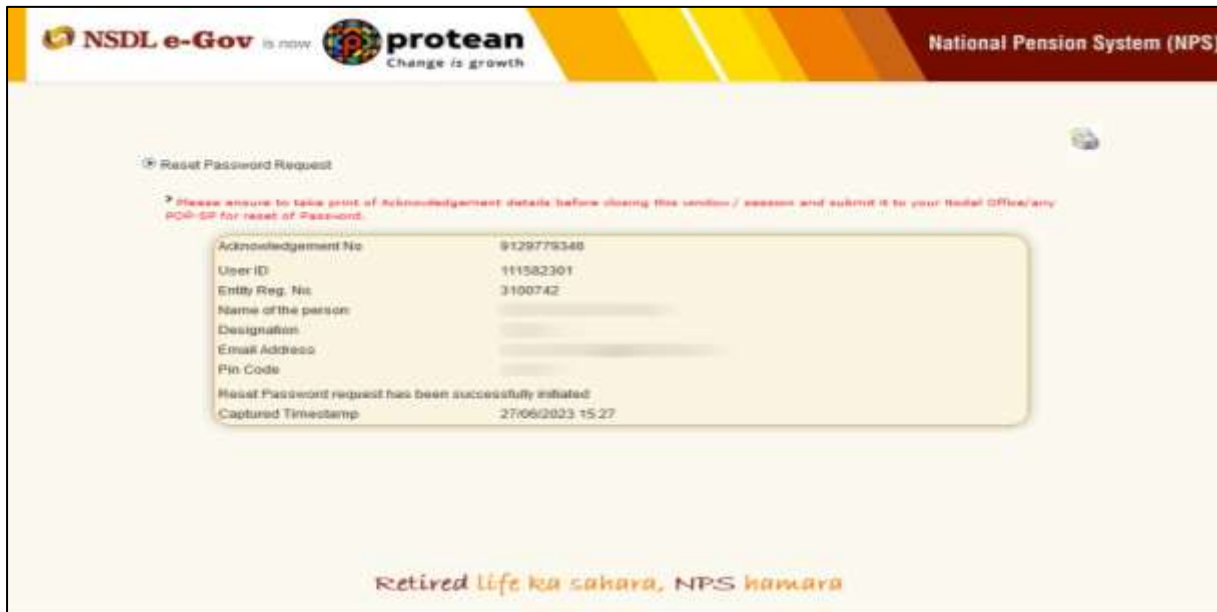 NSDL e-Gov is now protean
Change is growth
National Pension System (NPS)
Reset Password Request
Please ensure to take print of Acknowledgement details before closing this window / session and submit it to your Nodal Office/any
POP-SP for reset of Password.
Acknowledgement No 9129779348
User ID 111582301
Entity Reg. No. 3100742
Name of the person
Designation
Email Address
Pin Code
Reset Password request has been successfully initiated
Captured Timestamp 27/06/2023 15:27
Retired life ka sahara, NPS hamara